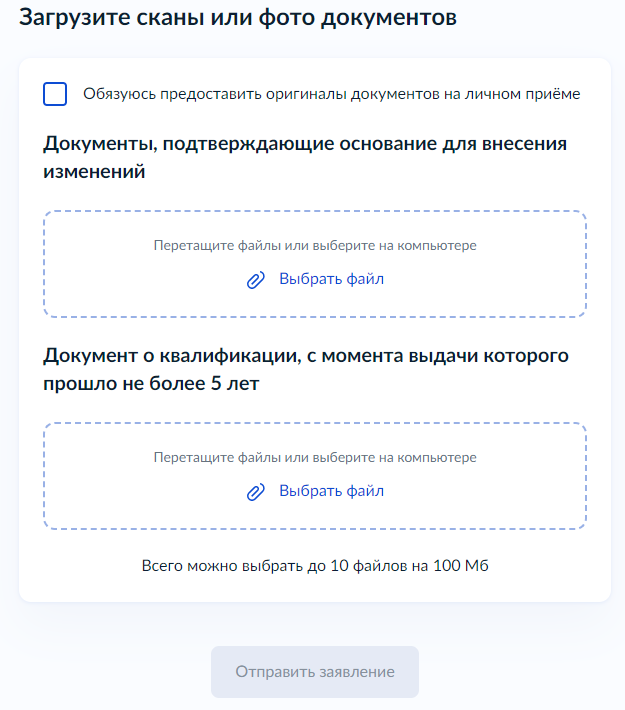 Загрузите сканы или фото документов
Обязуюсь предоставить оригиналы документов на личном приёме
Документы, подтверждающие основание для внесения
изменений
Перетащите файлы или выберите на компьютере
Выбрать файл
Документ о квалификации, с момента выдачи которого
прошло не более 5 лет
Перетащите файлы или выберите на компьютере
Выбрать файл
Всего можно выбрать до 10 файлов на 100 Мб
Отправить заявление